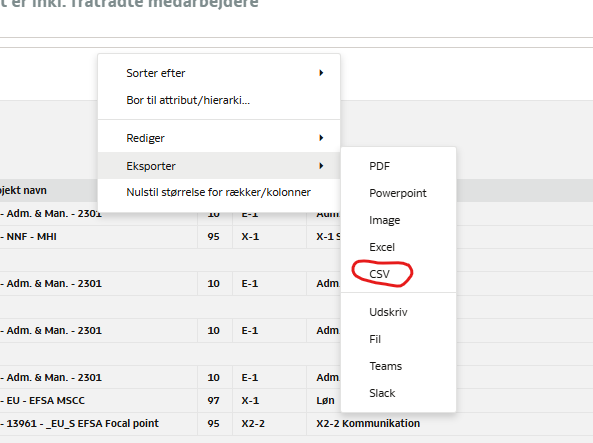 t er inkl. fratrådte medarbejdere
Sorter efter
Bor til attribut/hierarki...
Rediger
Eksporter
Nulstil størrelse for rækker/kolonner
PDF
Powerpoint
Image
Excel
CSV
Udskriv
Fil
Teams
Slack
ojekt navn
- Adm. & Man. - 2301 10 E-1 Adm
- NNF - MHI 95 X-1 X-1 S
- Adm. & Man. - 2301 10 E-1 Adm
- Adm. & Man. - 2301 10 E-1 Adm
- Adm. & Man. - 2301 10 E-1 Adm
- EU - EFSA MSCC 97 X-1 Løn
- 13961 - _EU_S EFSA Focal point 95 X2-2 X2-2 Kommunikation